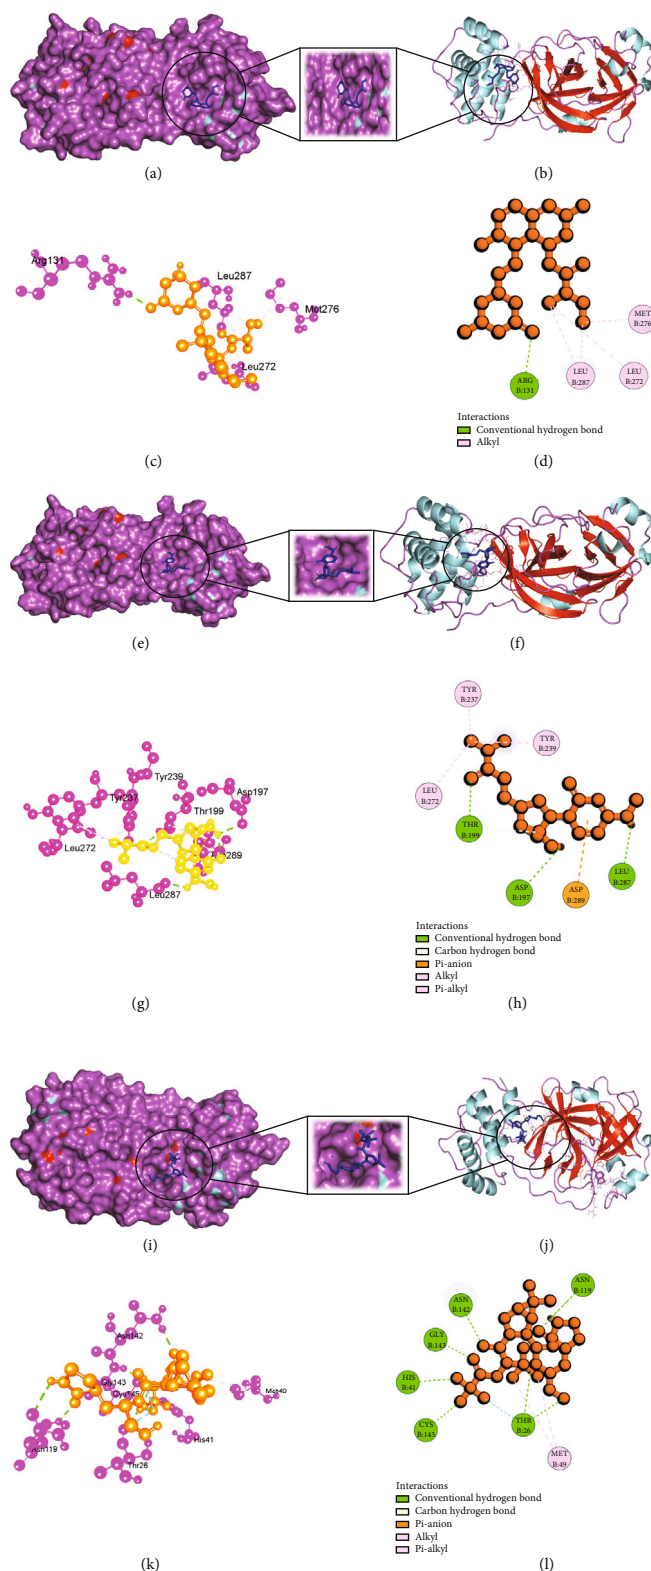 (a)
(b)
Arg131
Leu287
Met276
Leu272
(c)
MET
B:276
ARG
B:131
LEU
B:287
LEU
B:272
Interactions
Conventional hydrogen bond
Alkyl
(d)
(e)
(f)
Tyr239
Tyr237
Asp197
Thr199
Leu272
289
Leu287
(g)
TYR
B:237
TYR
B:239
LEU
B:272
THR
B:199
ASP
B:197
ASP
B:289
LEU
B:287
Interactions
Conventional hydrogen bond
Carbon hydrogen bond
Pi-anion
Alkyl
Pi-alkyl
(h)
(i)
(j)
Asn142
Gly143
Cys145
Met49
His41
Asn119
Thr26
(k)
ASN
B:119
ASN
B:142
GLY
B:143
HIS
B:41
CYS
B:145
THR
B:26
MET
B:49
Interactions
Conventional hydrogen bond
Carbon hydrogen bond
Pi-anion
Alkyl
Pi-alkyl
(l)